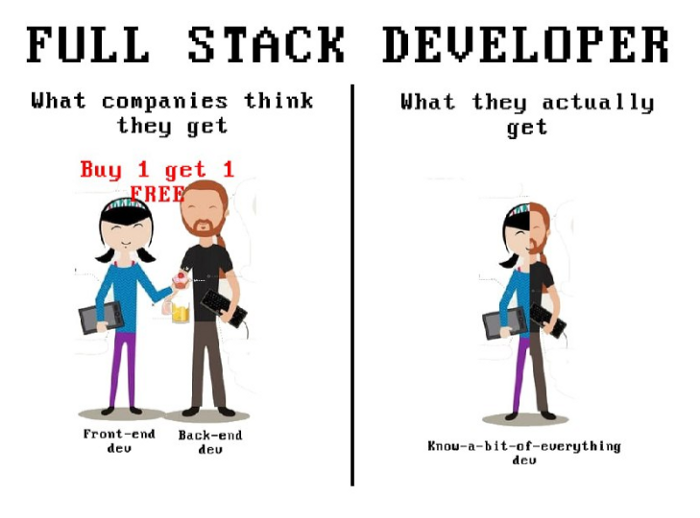 FULL STACK DEVELOPER
What companies think
they get
Buy 1 get 1
FREE
Front-end
dev
Back-end
dev
What they actually
get
Know-a-bit-of-everything
dev